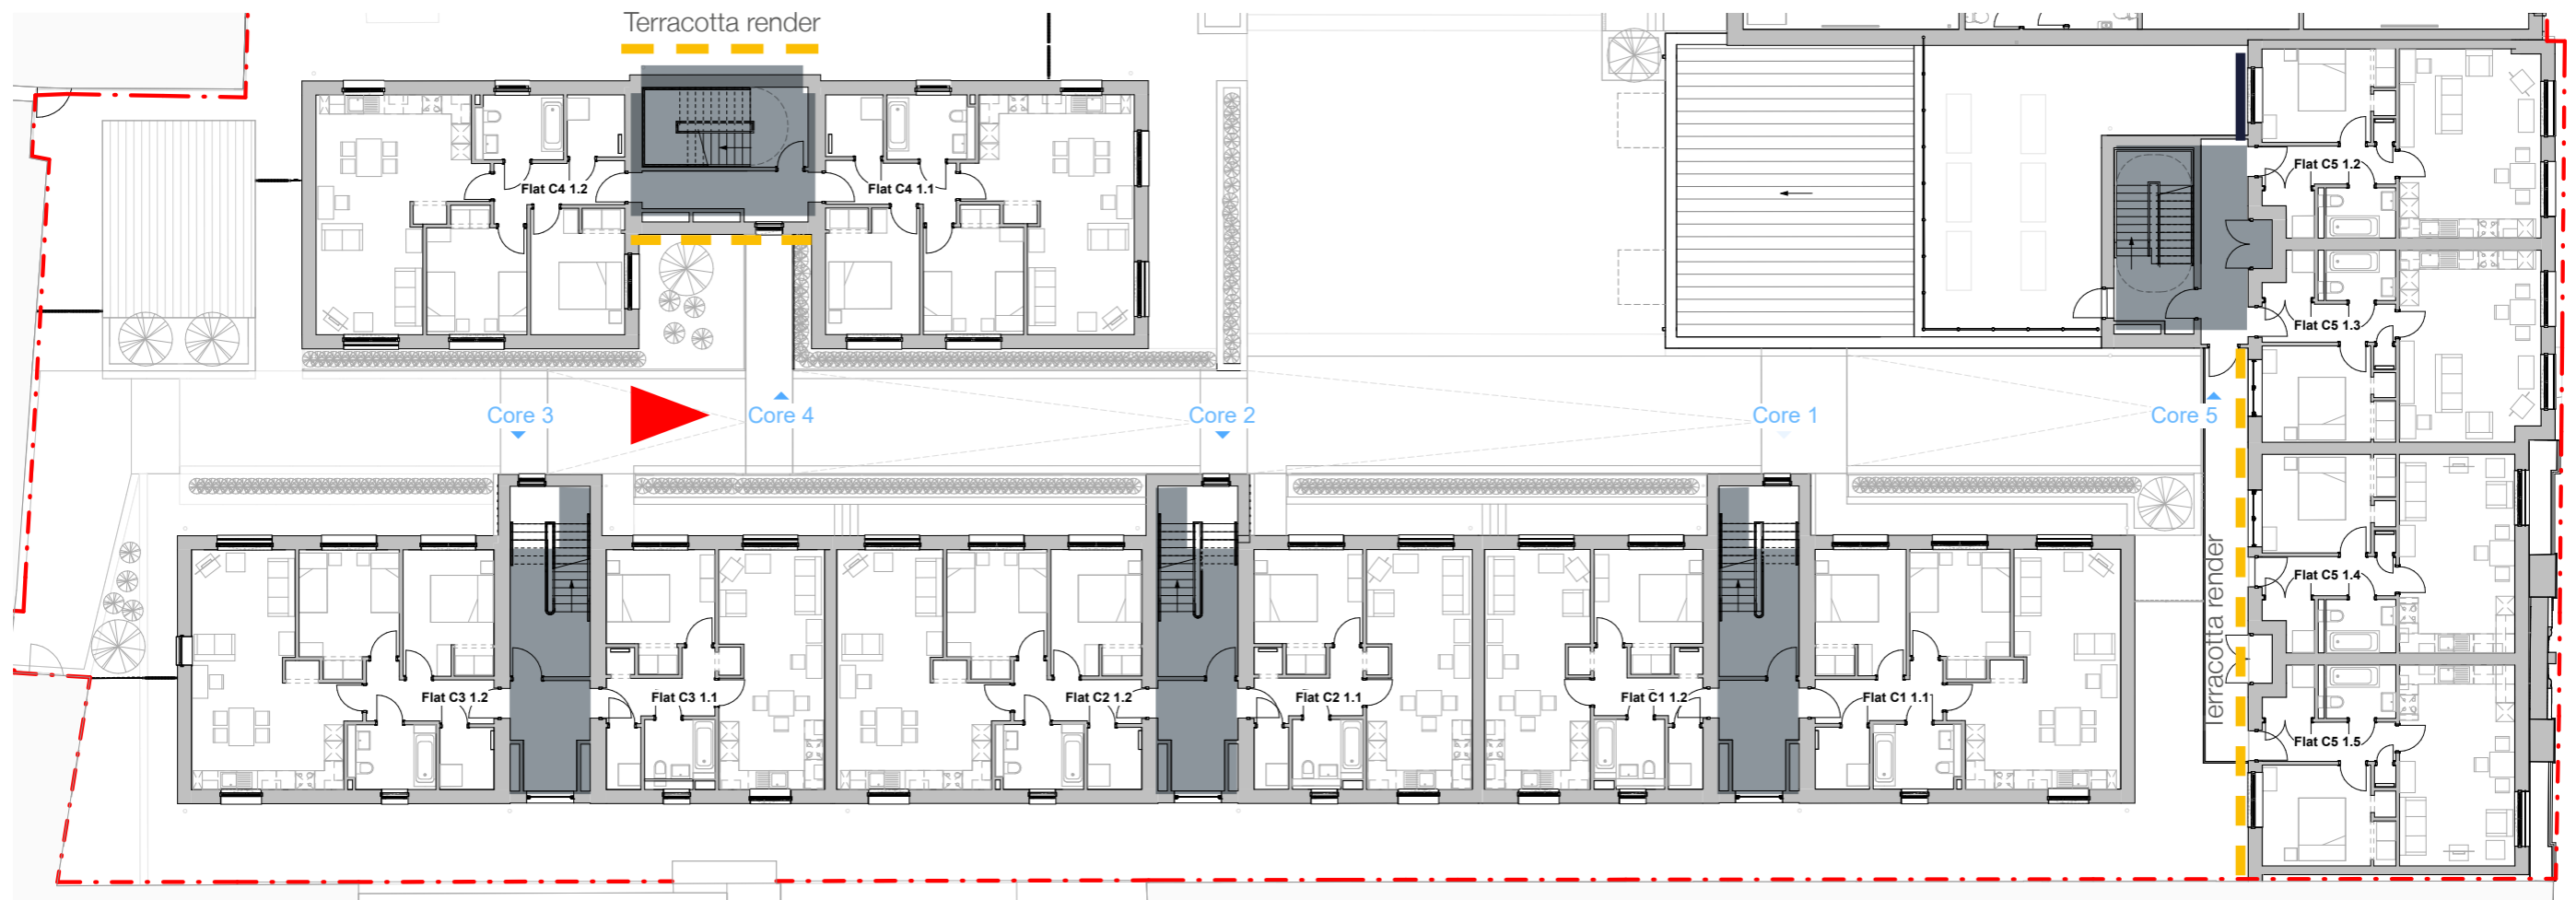 Terracotta render
Flat C4 1.2
Flat C4 1.1
Flat C5 1.2
Flat C5 1.3
Core 3
Core 4
Core 2
Core 1
Core 5
Terracotta render
Flat C5 1.4
Flat C3 1.2
Flat C3 1.1
Flat C2 1.2
Flat C2 1.1
Flat C1 1.2
Flat C1 1.1
Flat C5 1.5